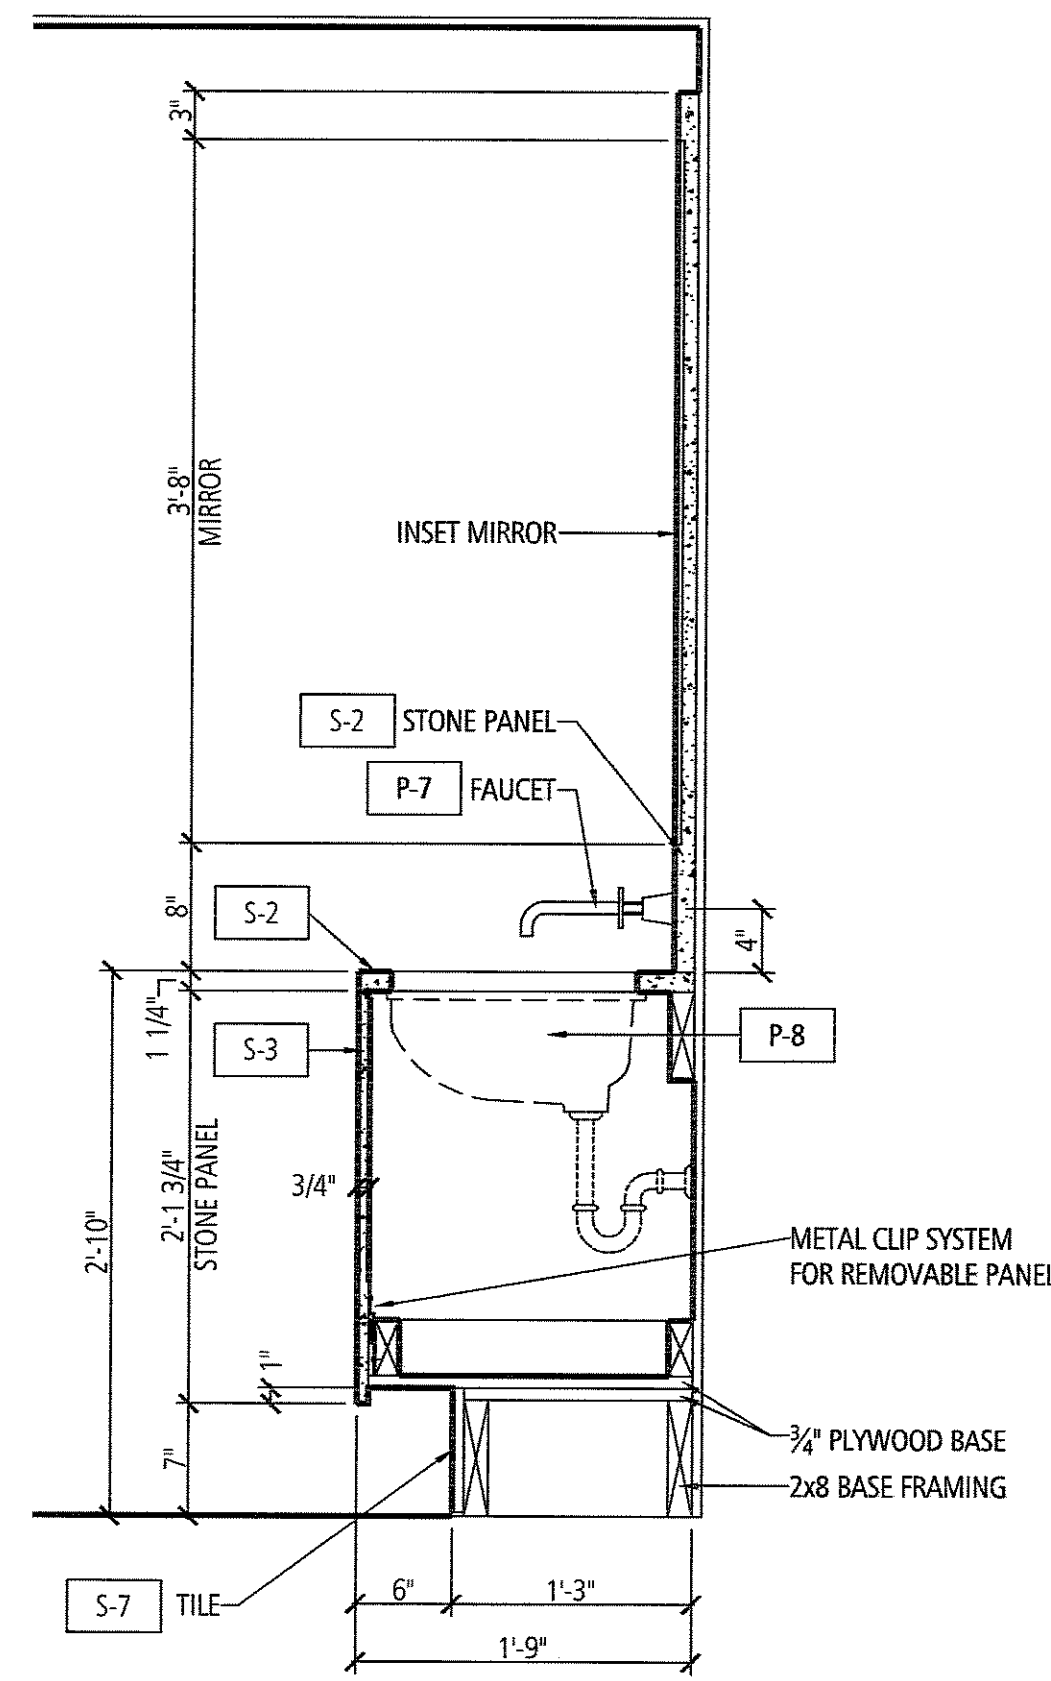 3"
3'-8"
MIRROR
INSET MIRROR
S-2 STONE PANEL
P-7 FAUCET
8"
S-2
4"
1 1/4"
S-3
P-8
2'-10"
2'-1 3/4"
STONE PANEL
3/4"
METAL CLIP SYSTEM
FOR REMOVABLE PANEL
1"
7"
3/4" PLYWOOD BASE
2x8 BASE FRAMING
S-7 TILE
6"
1'-3"
1'-9"